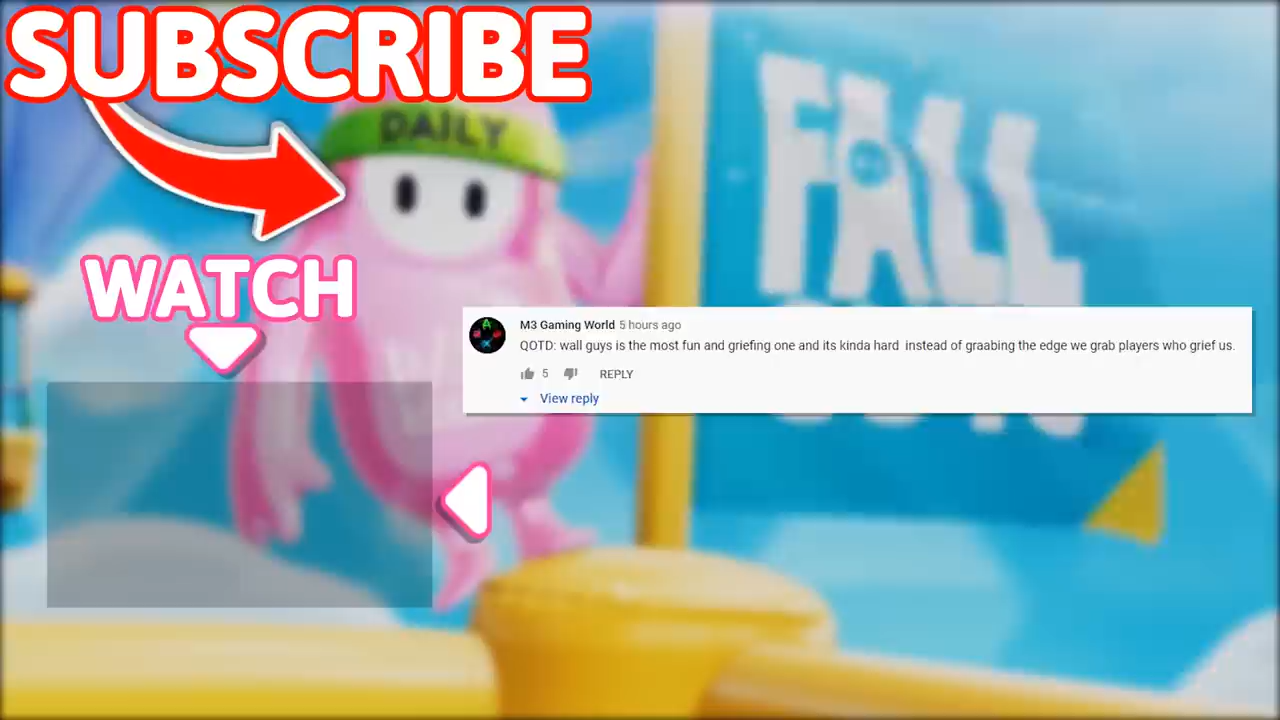 SUBSCRIBE
DAILY
FALL
WATCH
M3 Gaming World 5 hours ago
QOTD: wall guys is the most fun and griefing one and its kinda hard  instead of graabing the edge we grab players who grief us.
5 REPLY
View reply